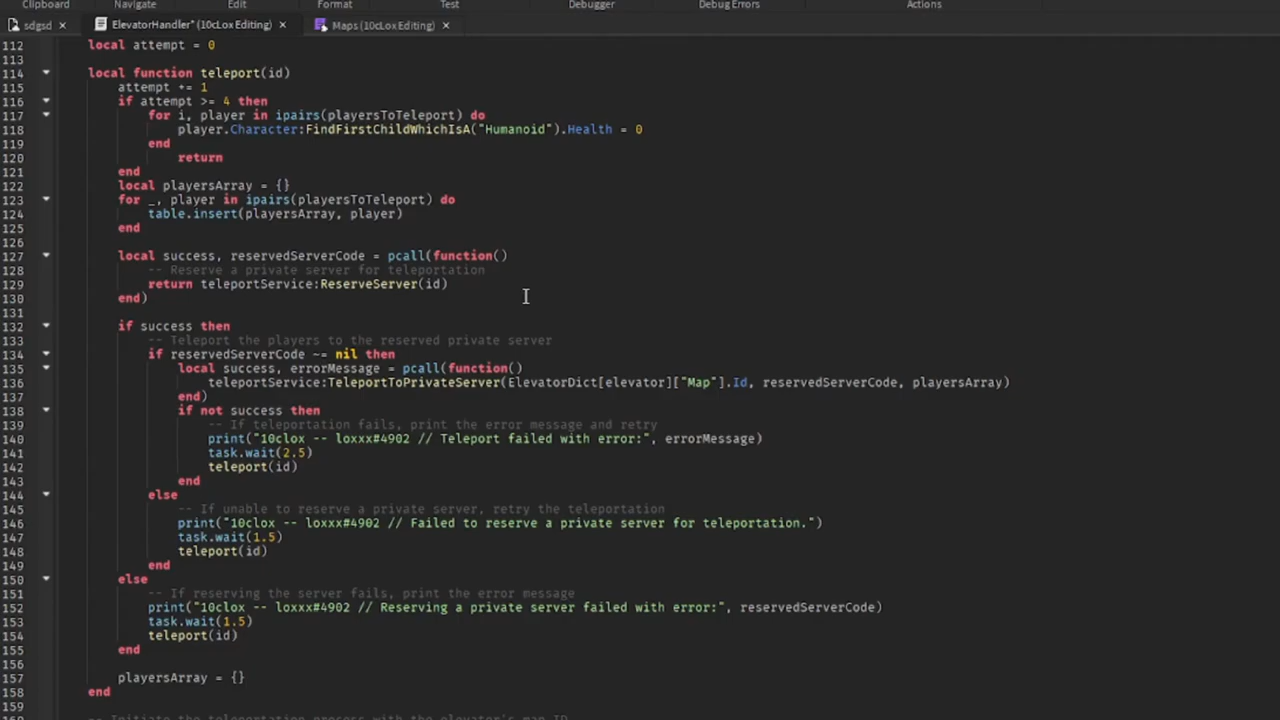 Clipboard Navigate Edit Format Test Debugger Debug Errors Actions
sdgsd × ElevatorHandler* (10cLox Editing) × Maps (10cLox Editing) ×
112 local attempt = 0
113
114 local function teleport(id)
115 attempt += 1
116 if attempt >= 4 then
117 for i, player in ipairs(playersToTeleport) do
118 player.Character:FindFirstChildWhichIsA("Humanoid").Health = 0
119 end
120 return
121 end
122 local playersArray = {}
123 for _, player in ipairs(playersToTeleport) do
124 table.insert(playersArray, player)
125 end
126
127 local success, reservedServerCode = pcall(function()
128 -- Reserve a private server for teleportation
129 return teleportService:ReserveServer(id)
130 end)
131
132 if success then
133 -- Teleport the players to the reserved private server
134 if reservedServerCode ~= nil then
135 local success, errorMessage = pcall(function()
136 teleportService:TeleportToPrivateServer(ElevatorDict[elevator]["Map"].Id, reservedServerCode, playersArray)
137 end)
138 if not success then
139 -- If teleportation fails, print the error message and retry
140 print("10clox -- loxxx#4902 // Teleport failed with error:", errorMessage)
141 task.wait(2.5)
142 teleport(id)
143 end
144 else
145 -- If unable to reserve a private server, retry the teleportation
146 print("10clox -- loxxx#4902 // Failed to reserve a private server for teleportation.")
147 task.wait(1.5)
148 teleport(id)
149 end
150 else
151 -- If reserving the server fails, print the error message
152 print("10clox -- loxxx#4902 // Reserving a private server failed with error:", reservedServerCode)
153 task.wait(1.5)
154 teleport(id)
155 end
156
157 playersArray = {}
158 end
159
160 -- Initiate the teleportation process with the elevator's map ID